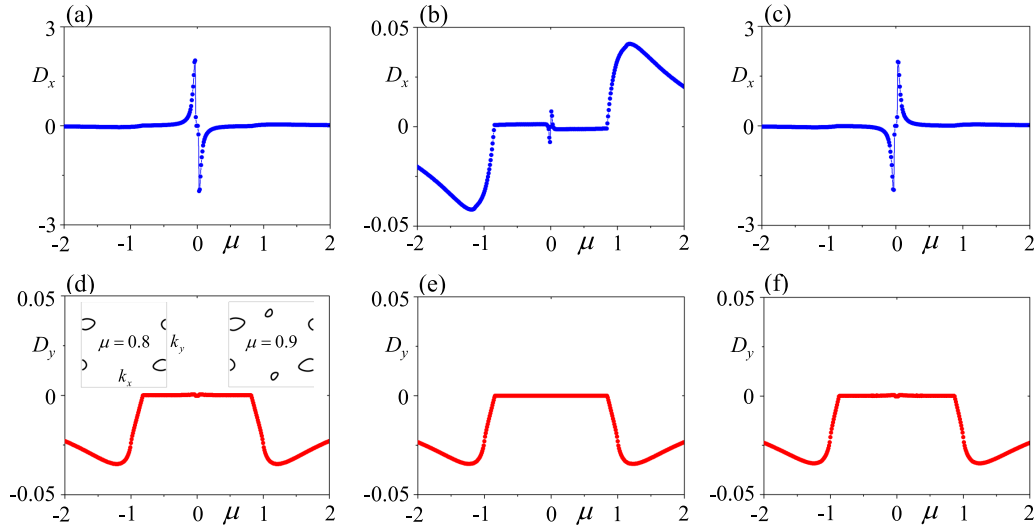 (a) (b) (c)
3 0.05 3
D_x D_x D_x
0 0 0
-3 -0.05 -3
-2 -1 0 μ 1 2 -2 -1 0 μ 1 2 -2 -1 0 μ 1 2
(d) (e) (f)
0.05 0.05 0.05
D_y μ = 0.8 k_y μ = 0.9 D_y D_y
k_x
0 0 0
-0.05 -0.05 -0.05
-2 -1 0 μ 1 2 -2 -1 0 μ 1 2 -2 -1 0 μ 1 2